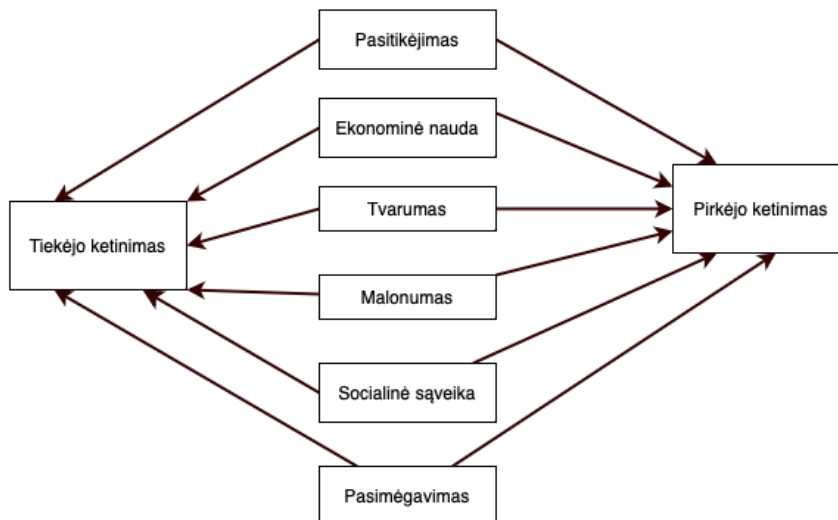 Pasitikėjimas
Ekonominė nauda
Tvarumas
Tiekėjo ketinimas
Pirkėjo ketinimas
Malonumas
Socialinė sąveika
Pasimėgavimas